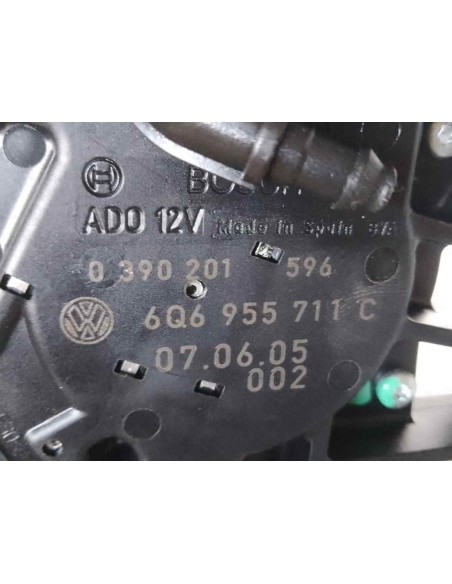 BOSCH
ADO 12V Made in Spain
0 390 201 596
6Q6 955 711 C
07.06.05
002